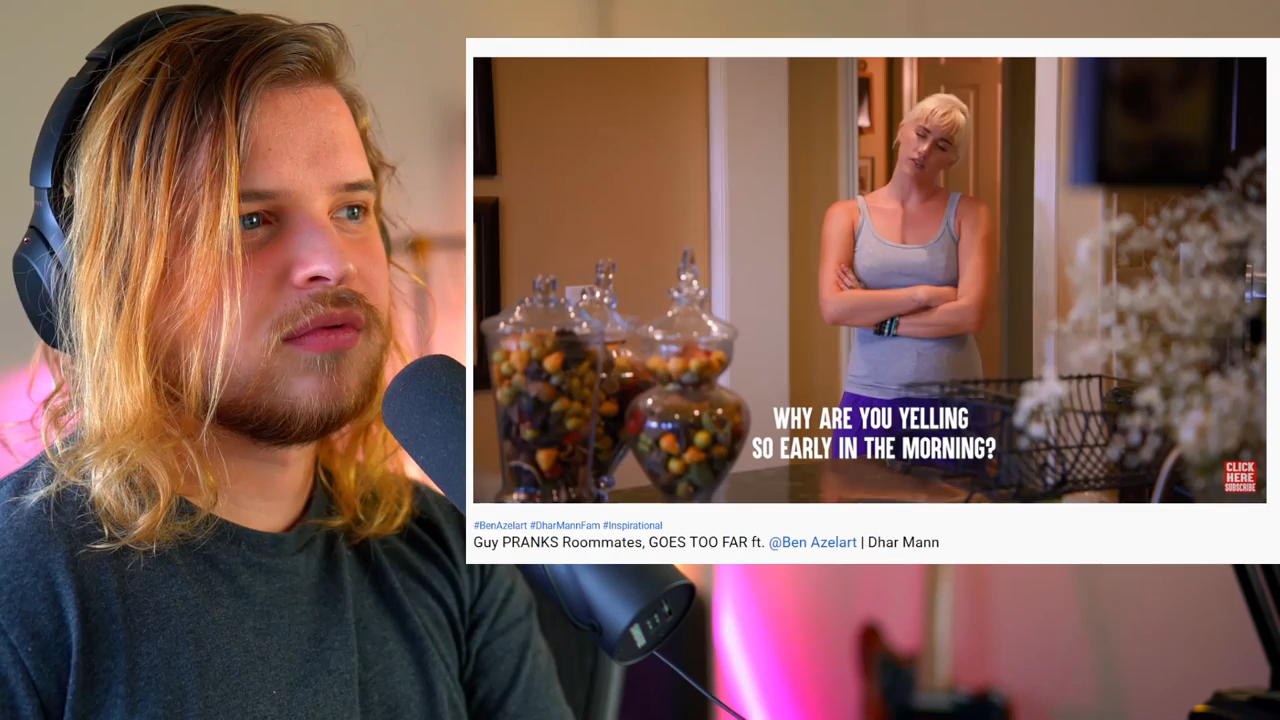 WHY ARE YOU YELLING
SO EARLY IN THE MORNING?
CLICK
HERE
SUBSCRIBE
#BenAzelart #DharMannFam #Inspirational
Guy PRANKS Roommates, GOES TOO FAR ft. @Ben Azelart | Dhar Mann